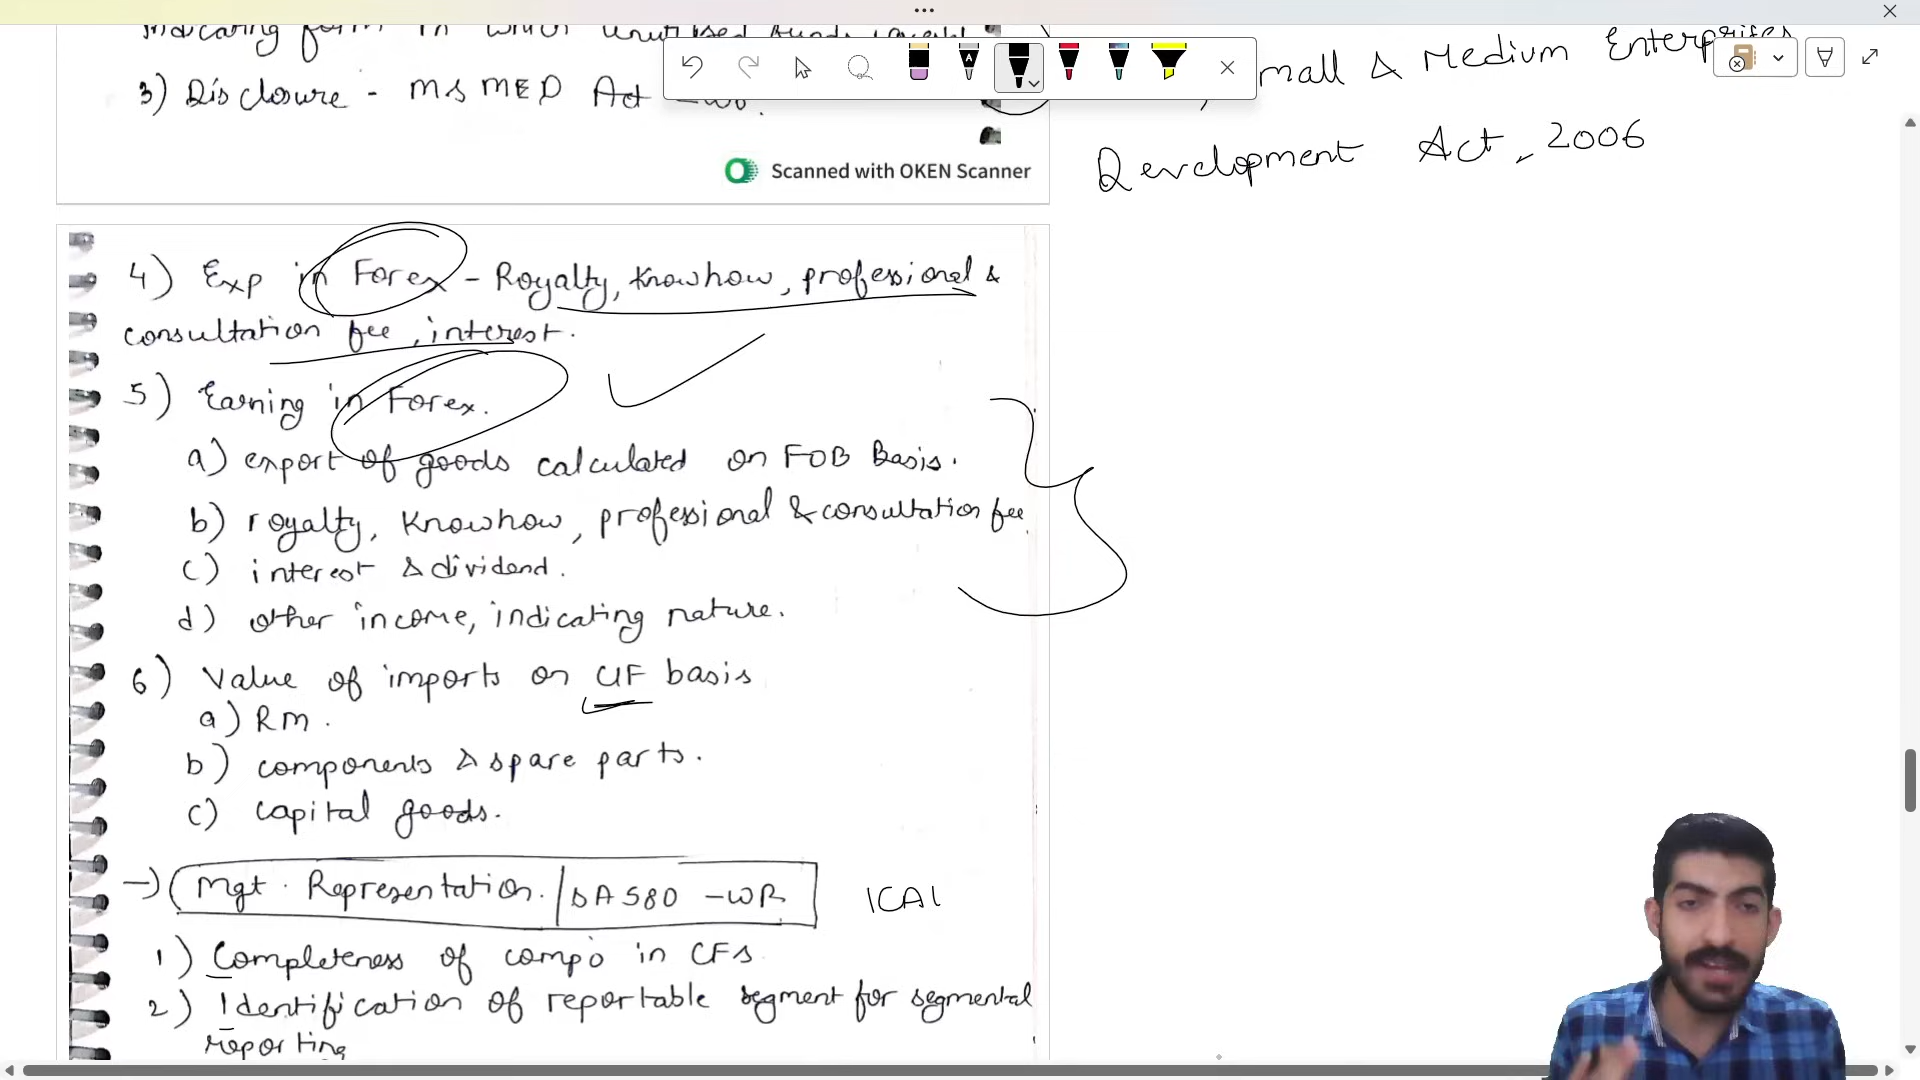 3) Disclosure - MSMED Act - 
Small & Medium Enterprises
Development Act, 2006
Scanned with OKEN Scanner
4) Exp in Forex - Royalty, Knowhow, professional &
consultation fee, interest.
5) Earning in Forex.
a) export of goods calculated on FOB Basis.
b) royalty, Knowhow, professional & consultation fee
c) interest & dividend.
d) other income, indicating nature.
6) Value of imports on CIF basis
a) RM.
b) components & spare parts.
c) capital goods.
→ Mgt. Representation. / SA580 - WR
ICAI
1) Completeness of compo in CFS
2) Identification of reportable segment for segmental
reporting